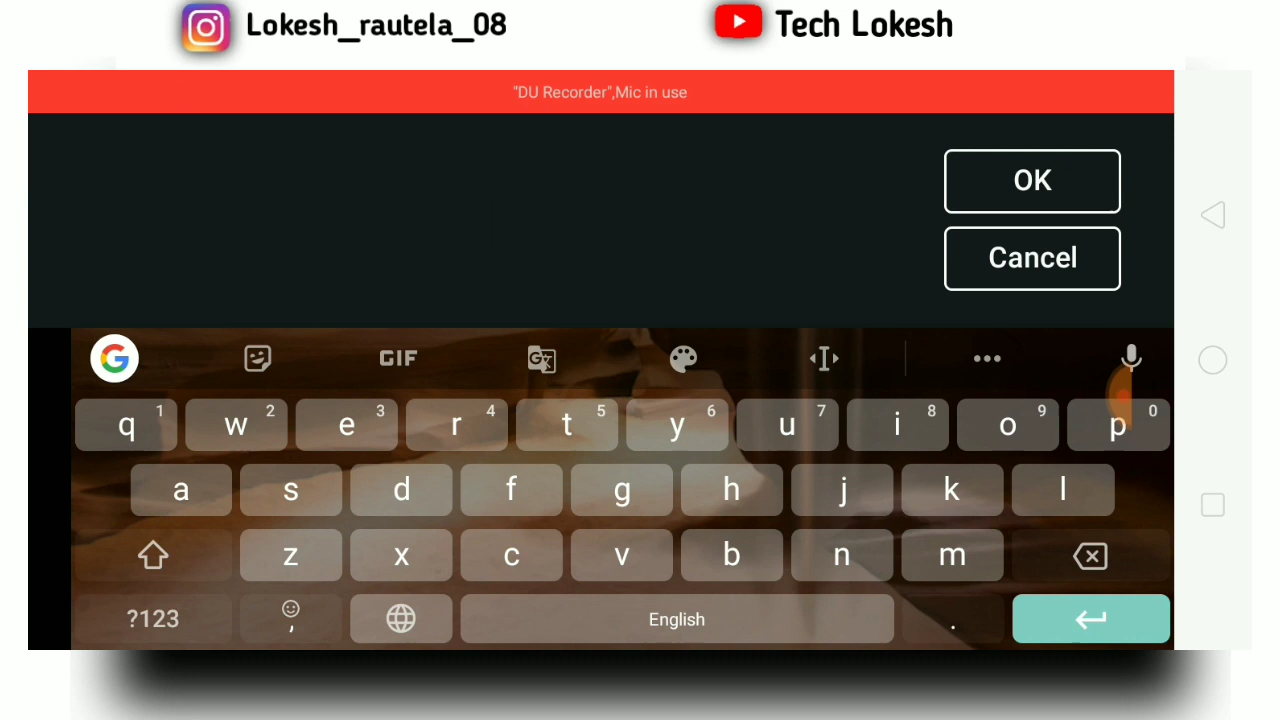 Lokesh_rautela_08
Tech Lokesh
"DU Recorder",Mic in use
OK
Cancel
G GIF G
q 1 w 2 e 3 r 4 t 5 y 6 u 7 i 8 o 9 p 0
a s d f g h j k l
z x c v b n m
?123 , English .